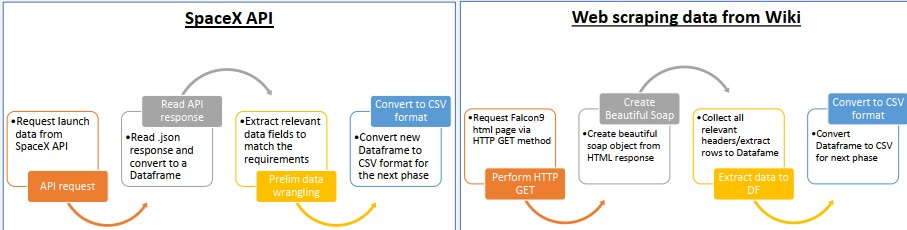 SpaceX API
•Request launch
data from
SpaceX API
API request
Read API
response
•Read .json
response and
convert to a
Dataframe
•Extract relevant
data fields to
match the
requirements
Prelim data
wrangling
Convert to CSV
format
•Convert new
Dataframe to
CSV format for
the next phase
Web scraping data from Wiki
•Request Falcon9
html page via
HTTP GET method
Perform HTTP
GET
Create
Beautiful Soap
•Create beautiful
soap object from
HTML response
•Collect all
relevant
headers/extract
rows to Datafame
Extract data to
DF
Convert to CSV
format
•Convert
Dataframe to CSV
for next phase